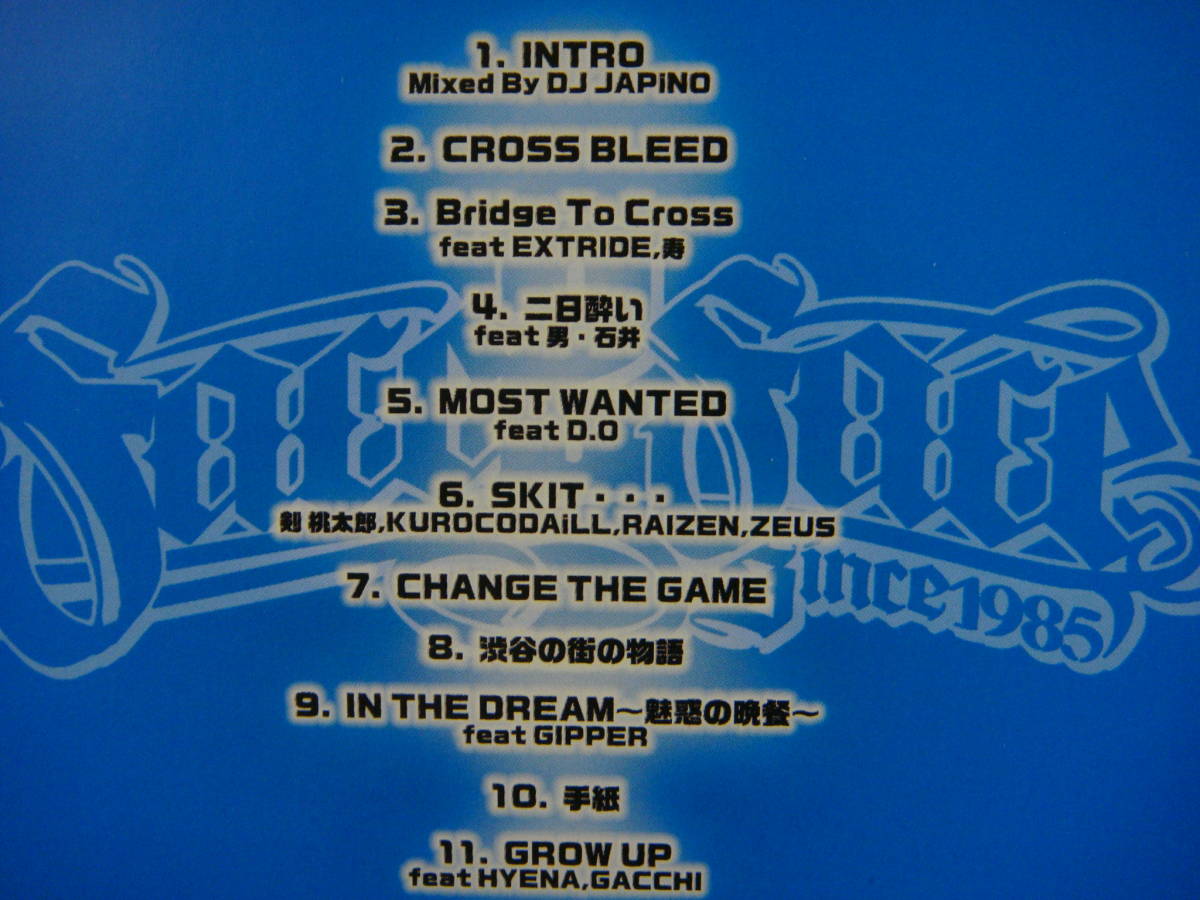 1. INTRO
Mixed By DJ JAPiNO
2. CROSS BLEED
3. Bridge To Cross
feat EXTRIDE,寿
4. 二日酔い
feat 男・石井
5. MOST WANTED
feat D.O
6. SKIT・・・
剣 桃太郎,KUROCODAiLL,RAIZEN,ZEUS
7. CHANGE THE GAME
8. 渋谷の街の物語
9. IN THE DREAM～魅惑の晩餐～
feat GIPPER
10. 手紙
11. GROW UP
feat HYENA,GACCHI
Since1985